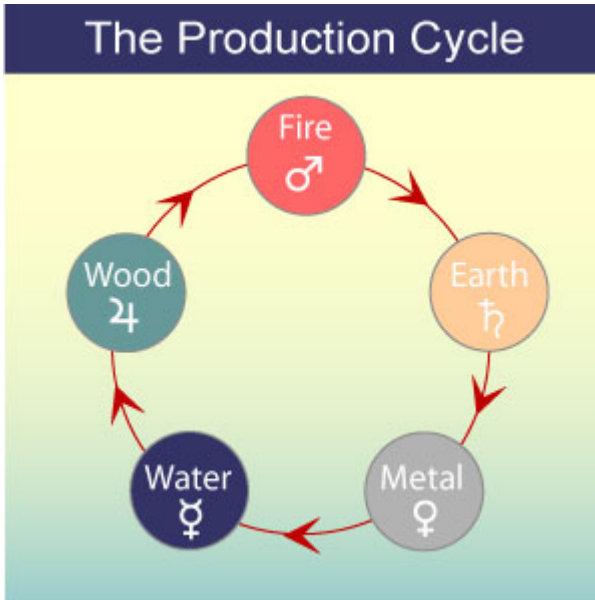 The Production Cycle
Fire
♂
Earth
♄
Metal
♀
Water
☿
Wood
♃